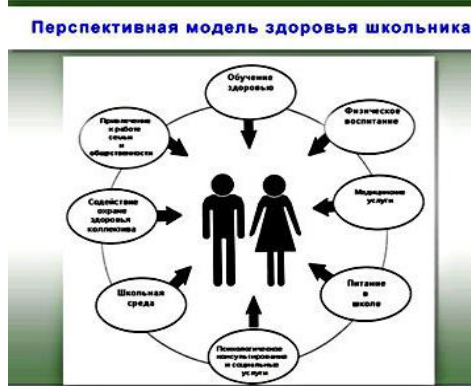 Перспективная модель здоровья школьника
Обучение
здоровью
Физическое
воспитание
Медицинские
услуги
Питание
в
школе
Психологическое
консультирование
и социальные
услуги
Школьная
среда
Содействие
охране
здоровья
коллектива
Привлечение
к работе
семьи
и
общественности